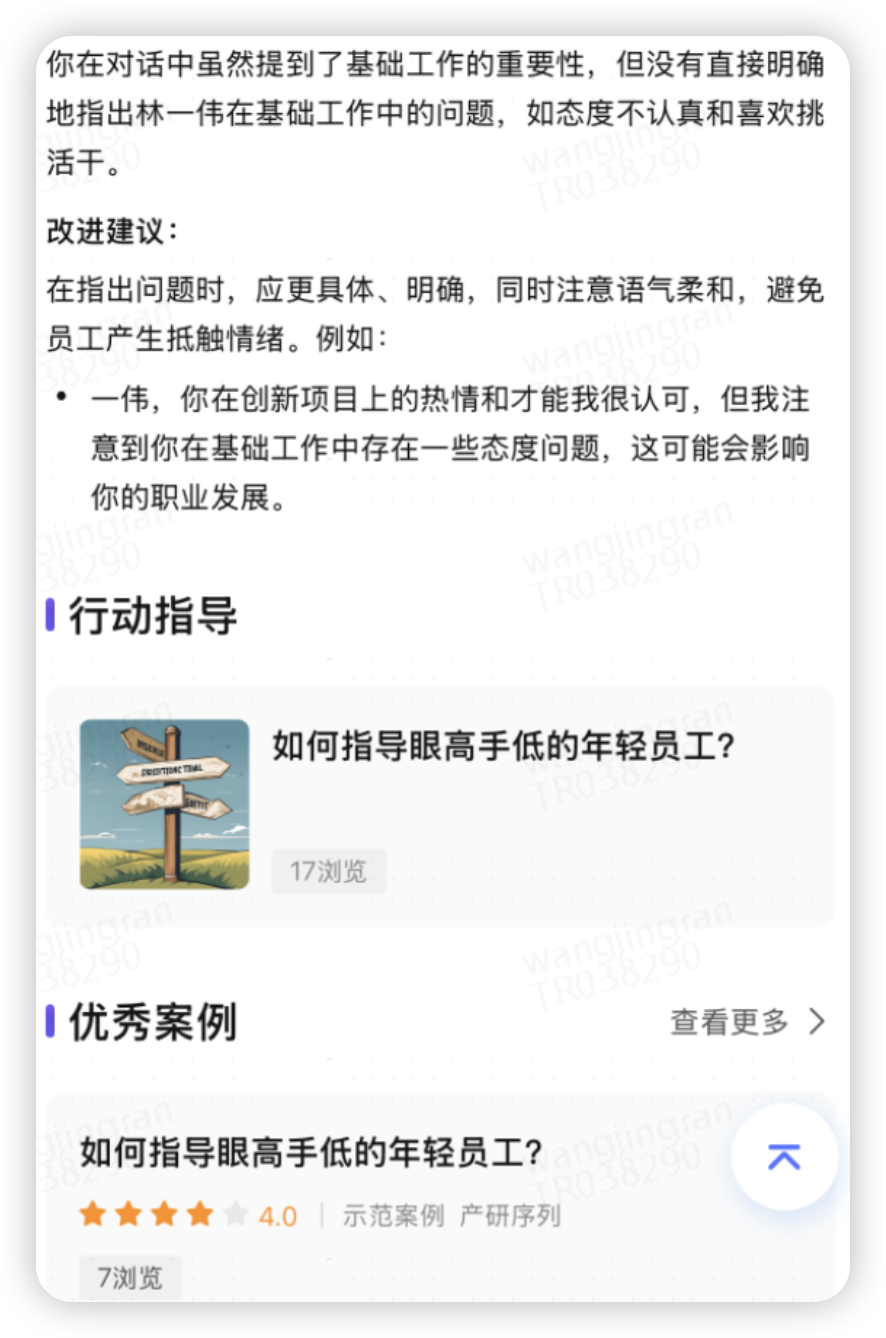 你在对话中虽然提到了基础工作的重要性，但没有直接明确
地指出林一伟在基础工作中的问题，如态度不认真和喜欢挑
活干。
改进建议：
在指出问题时，应更具体、明确，同时注意语气柔和，避免
员工产生抵触情绪。例如：
• 一伟，你在创新项目上的热情和才能我很认可，但我注
意到你在基础工作中存在一些态度问题，这可能会影响
你的职业发展。
行动指导
如何指导眼高手低的年轻员工？
17浏览
优秀案例
查看更多
如何指导眼高手低的年轻员工？
4.0 | 示范案例 产研序列
7浏览
wangjingran
TR038290